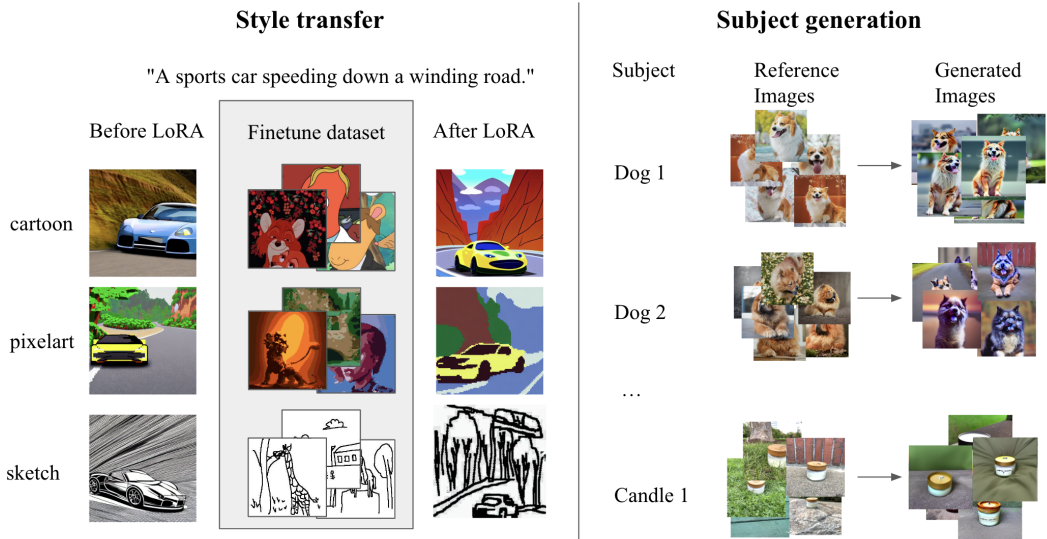 Style transfer
"A sports car speeding down a winding road."
Before LoRA
Finetune dataset
After LoRA
cartoon
pixelart
sketch
Subject generation
Subject
Reference
Images
Generated
Images
Dog 1
Dog 2
...
Candle 1